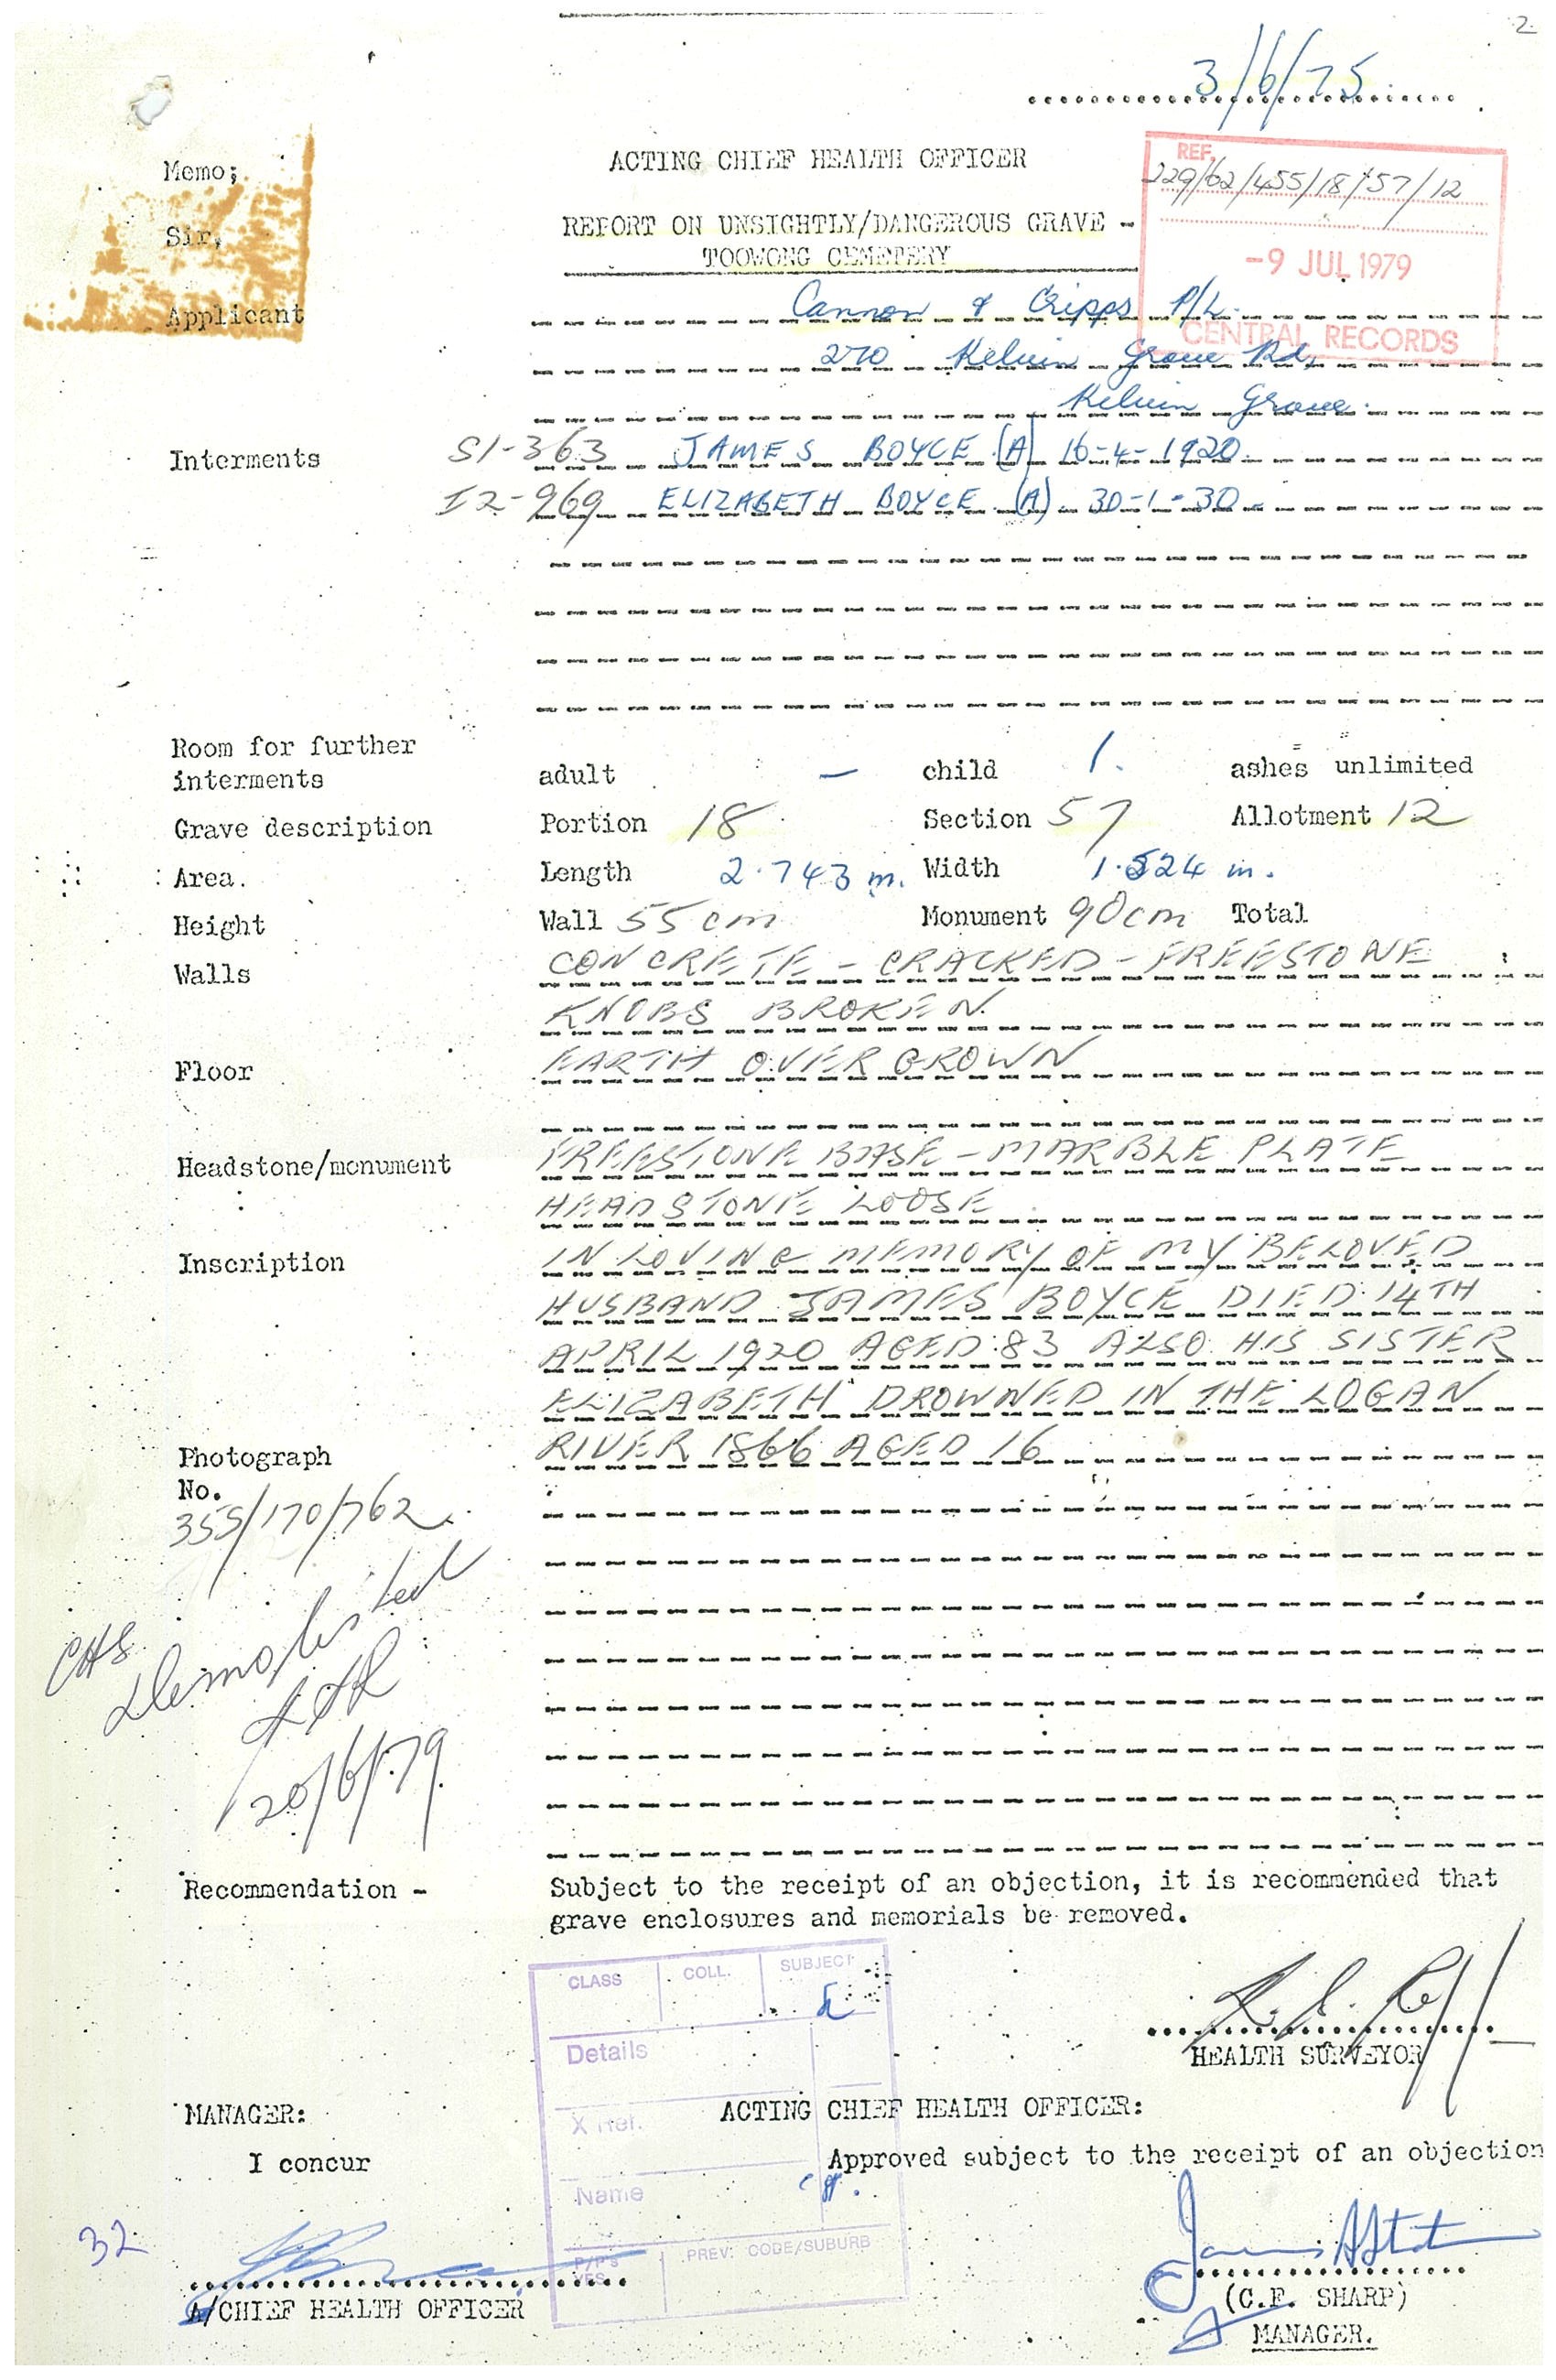 2
3/6/75
Memo;
ACTING CHIEF HEALTH OFFICER
REF.
229/62/455/18/57/12
Sir,
REPORT ON UNSIGHTLY/DANGEROUS GRAVE -
TOOWONG CEMETERY
-9 JUL 1979
CENTRAL RECORDS
Applicant Cannon & Cripps P/L.
270 Kelvin Grove Rd,
Kelvin Grove.
Interments S1-363 JAMES BOYCE (A) 16-4-1920.
I2-969 ELIZABETH BOYCE (A) 30-1-30.
Room for further
interments adult — child 1. ashes unlimited
Grave description Portion 18 Section 57 Allotment 12
Area. Length 2.743 m. Width 1.524 m.
Height Wall 55 cm Monument 90cm Total
Walls CONCRETE - CRACKED - FREESTONE
KNOBS BROKEN.
Floor EARTH OVERGROWN
Headstone/monument FREESTONE BASE - MARBLE PLATE
HEADSTONE LOOSE
Inscription IN LOVING MEMORY OF MY BELOVED
HUSBAND JAMES BOYCE DIED 14TH
APRIL 1920 AGED 83 ALSO HIS SISTER
ELIZABETH DROWNED IN THE LOGAN
RIVER 1866 AGED 16
Photograph
No.
355/170/762
CHS
Demolished
20/6/79
Recommendation - Subject to the receipt of an objection, it is recommended that
grave enclosures and memorials be removed.
CLASS COLL. SUBJECT
Details
X Ref.
Name
P/P's
YES
PREV. CODE/SUBURB
HEALTH SURVEYOR
MANAGER: ACTING CHIEF HEALTH OFFICER:
I concur Approved subject to the receipt of an objection
32
A/CHIEF HEALTH OFFICER
(C.E. SHARP)
MANAGER.